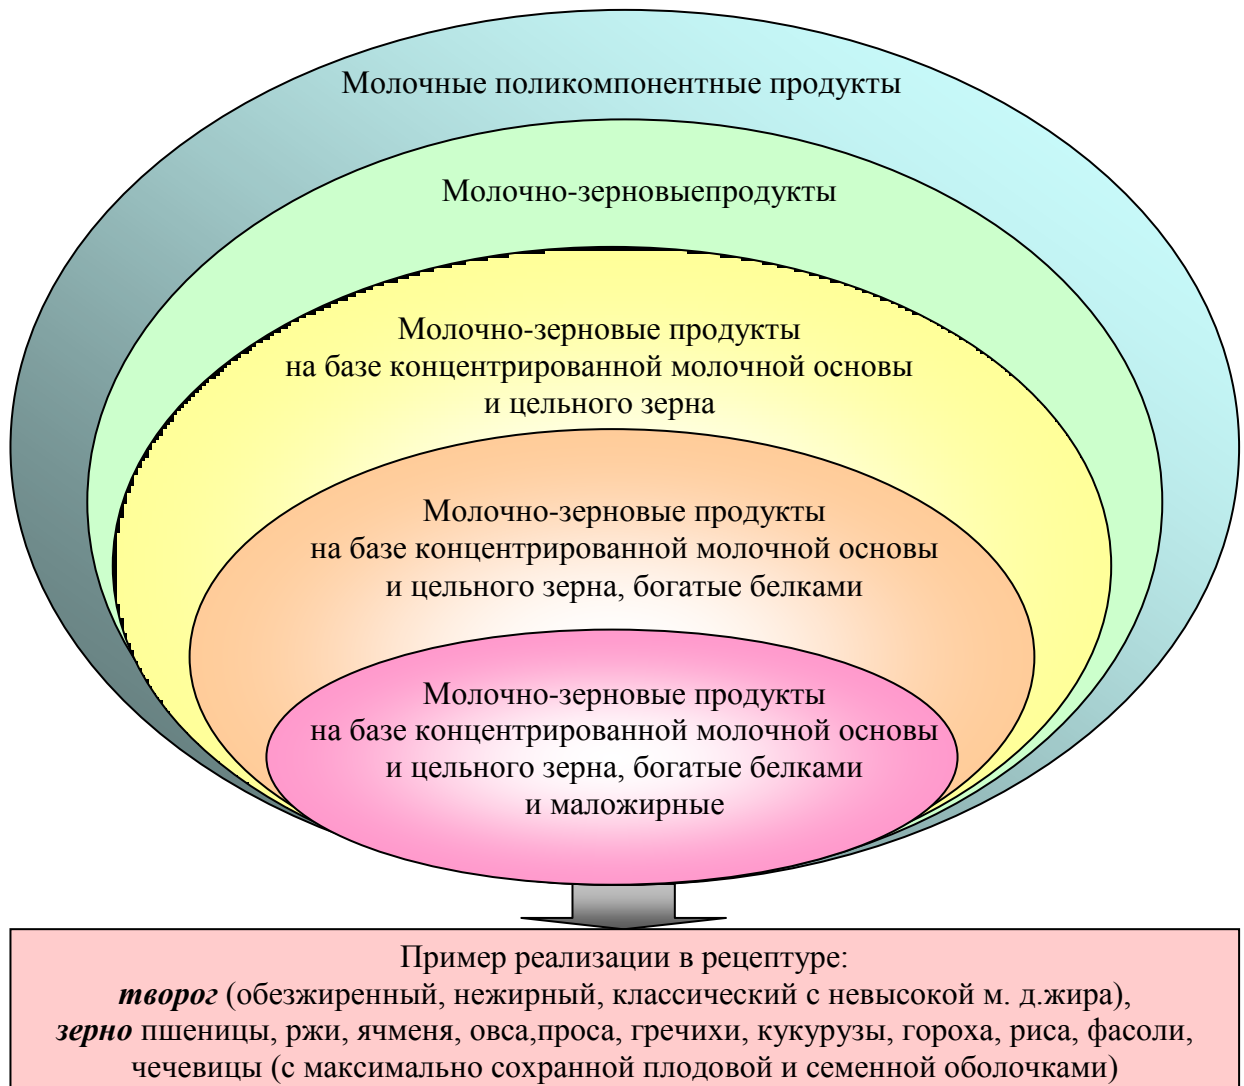 Молочные поликомпонентные продукты
Молочно-зерновыепродукты
Молочно-зерновые продукты
на базе концентрированной молочной основы
и цельного зерна
Молочно-зерновые продукты
на базе концентрированной молочной основы
и цельного зерна, богатые белками
Молочно-зерновые продукты
на базе концентрированной молочной основы
и цельного зерна, богатые белками
и маложирные
Пример реализации в рецептуре:
творог (обезжиренный, нежирный, классический с невысокой м. д.жира),
зерно пшеницы, ржи, ячменя, овса,проса, гречихи, кукурузы, гороха, риса, фасоли,
чечевицы (с максимально сохранной плодовой и семенной оболочками)